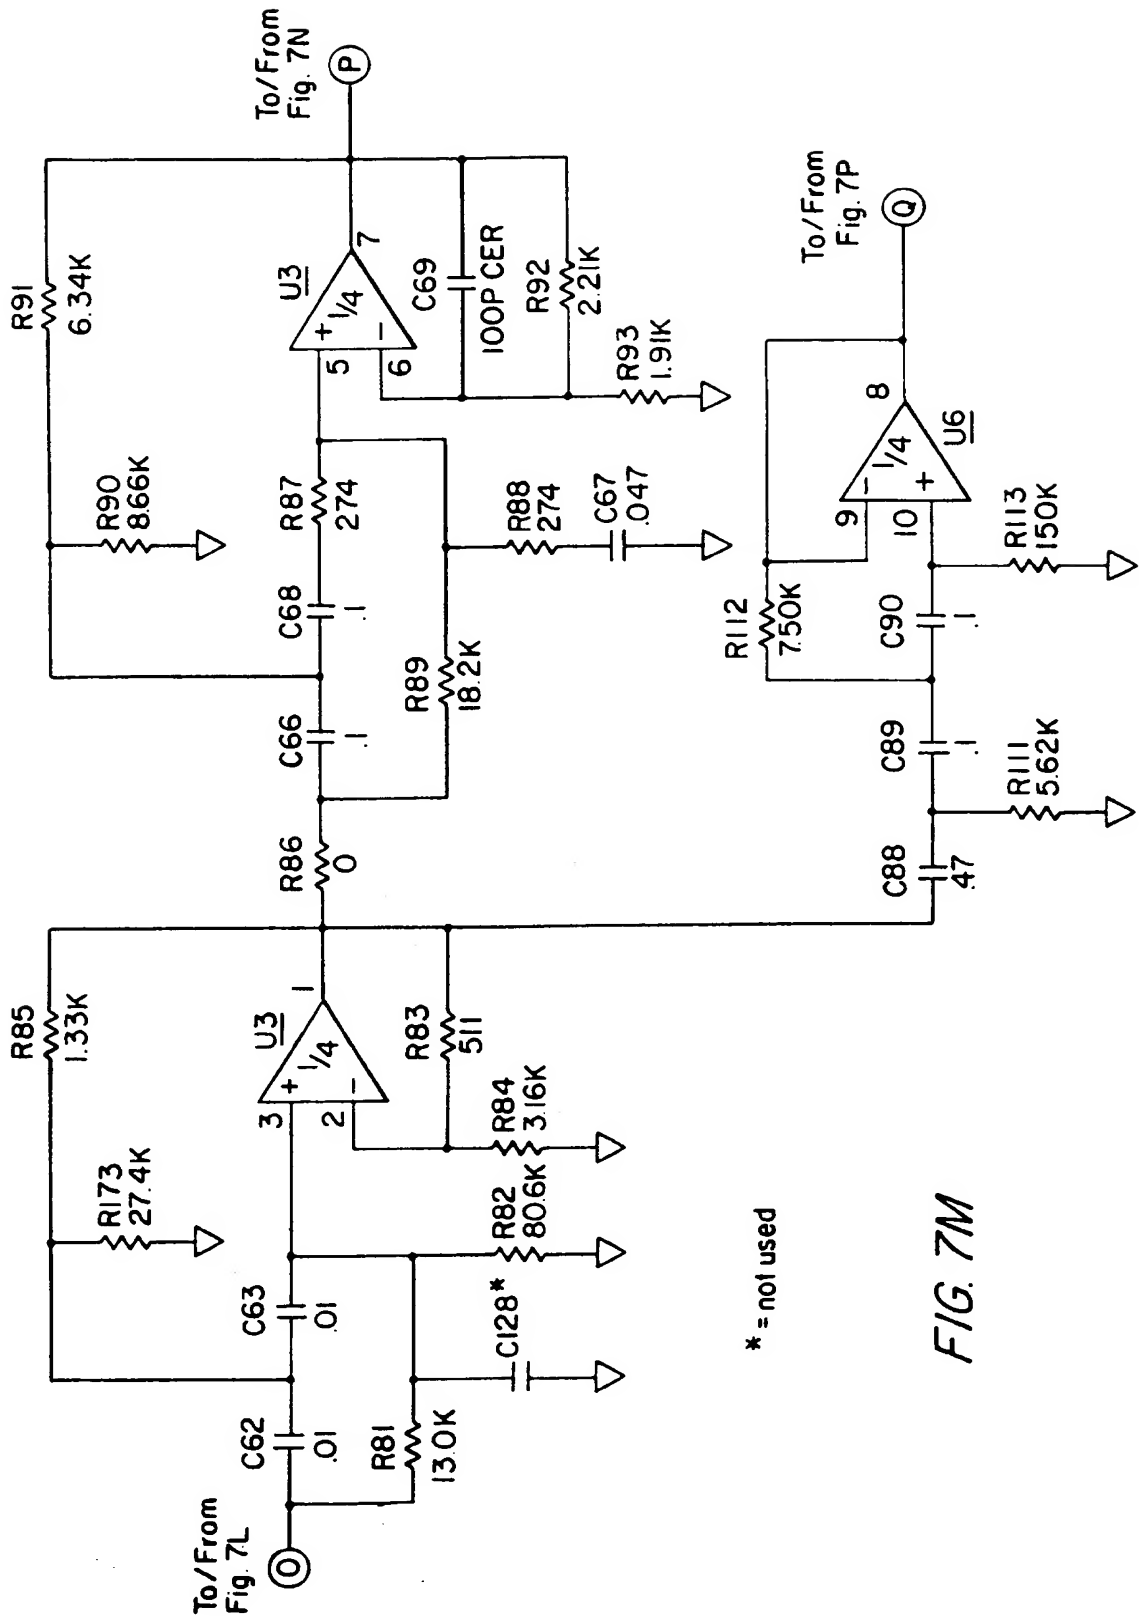 To/From
Fig. 7L
O
C62
.01
C63
.01
R81
13.0K
C128*
R82
80.6K
R173
27.4K
R85
1.33K
3
2
+
-
1/4
U3
1
R83
511
R84
3.16K
R86
0
C66
.1
C68
.1
R87
274
R89
18.2K
R88
274
C67
.047
R90
8.66K
R91
6.34K
5
6
+
-
1/4
U3
7
C69
100P CER
R92
2.21K
R93
1.91K
To/From
Fig. 7N
P
C88
.47
R111
5.62K
C89
.1
C90
.1
R112
7.50K
R113
150K
9
10
-
+
1/4
U6
8
To/From
Fig. 7P
Q
* = not used
FIG. 7M